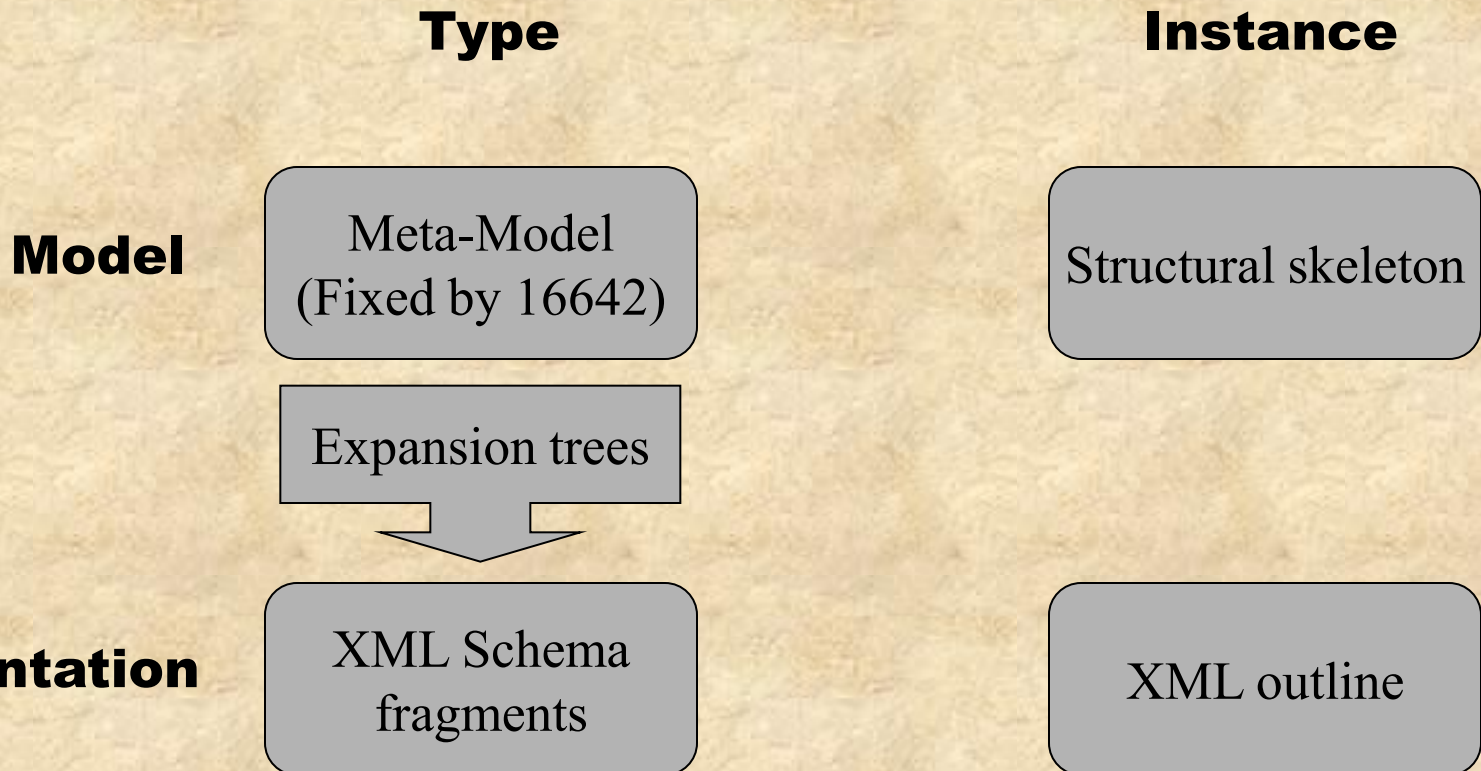 Type
Instance
Model
Meta-Model
(Fixed by 16642)
Structural skeleton
Expansion trees
ntation
XML Schema
fragments
XML outline